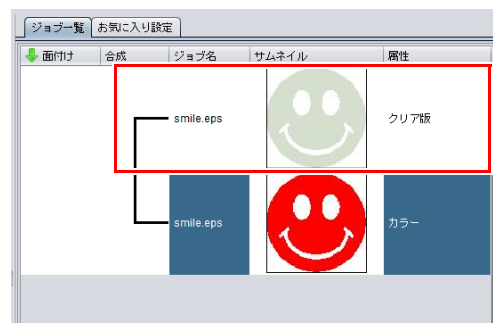 ジョブ一覧 お気に入り設定
面付け 合成 ジョブ名 サムネイル 属性
smile.eps クリア版
smile.eps カラー